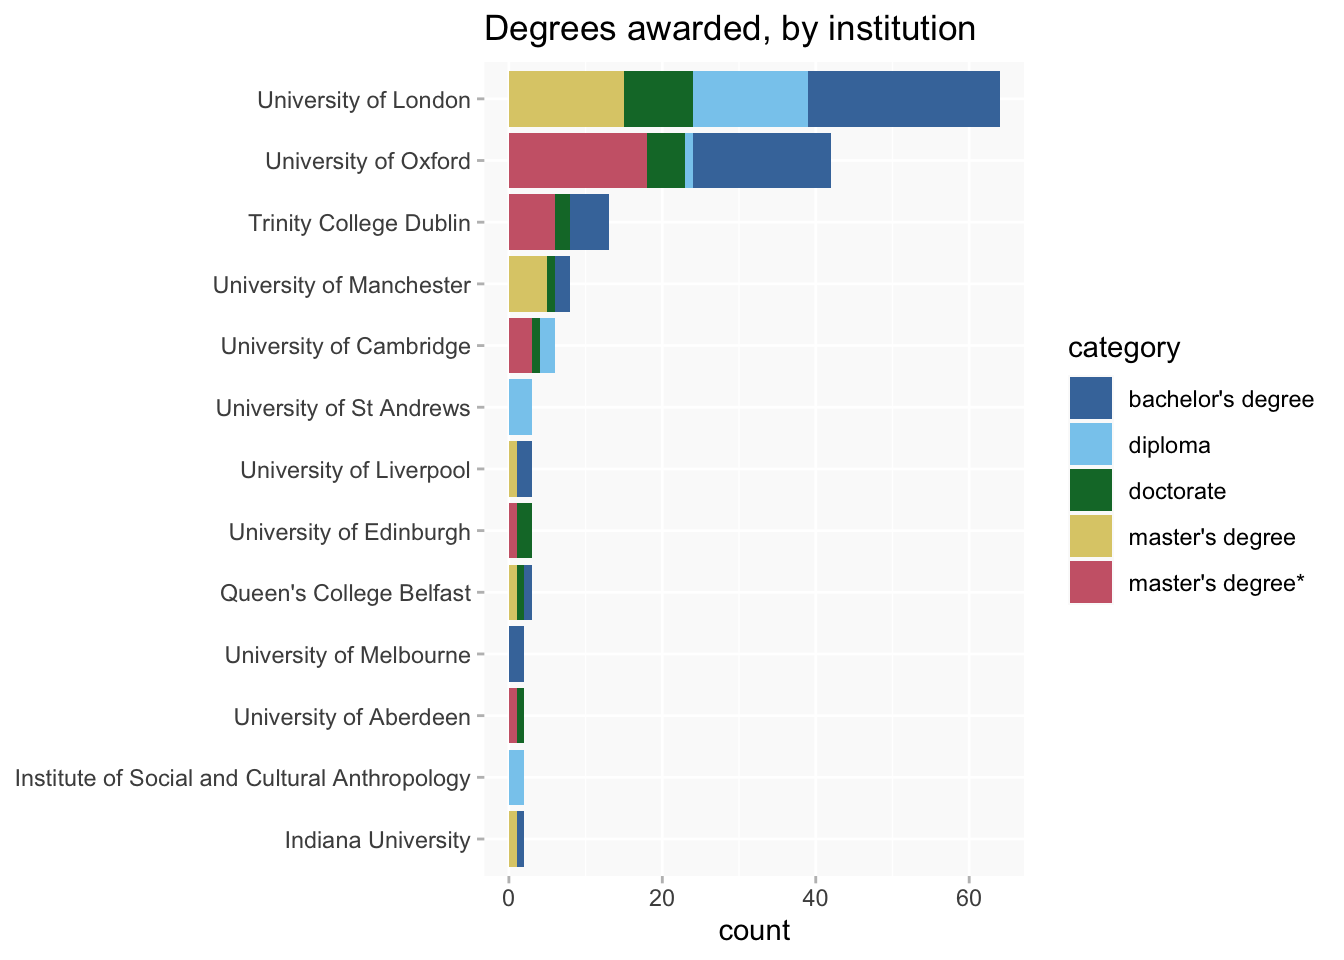 Degrees awarded, by institution
University of London
University of Oxford
Trinity College Dublin
University of Manchester
University of Cambridge
University of St Andrews
University of Liverpool
University of Edinburgh
Queen's College Belfast
University of Melbourne
University of Aberdeen
Institute of Social and Cultural Anthropology
Indiana University
0 20 40 60
count
category
bachelor's degree
diploma
doctorate
master's degree
master's degree*